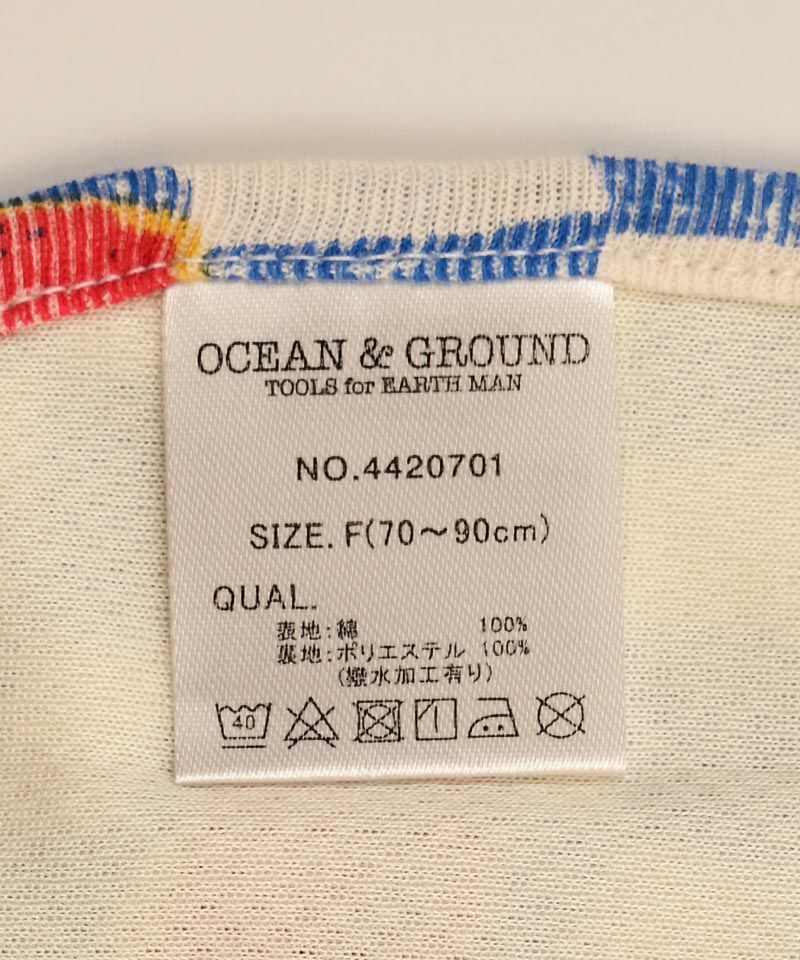 OCEAN & GROUND
TOOLS for EARTH MAN
NO.4420701
SIZE. F(70〜90cm)
QUAL.
表地:綿 100%
裏地:ポリエステル 100%
(撥水加工有り)
40